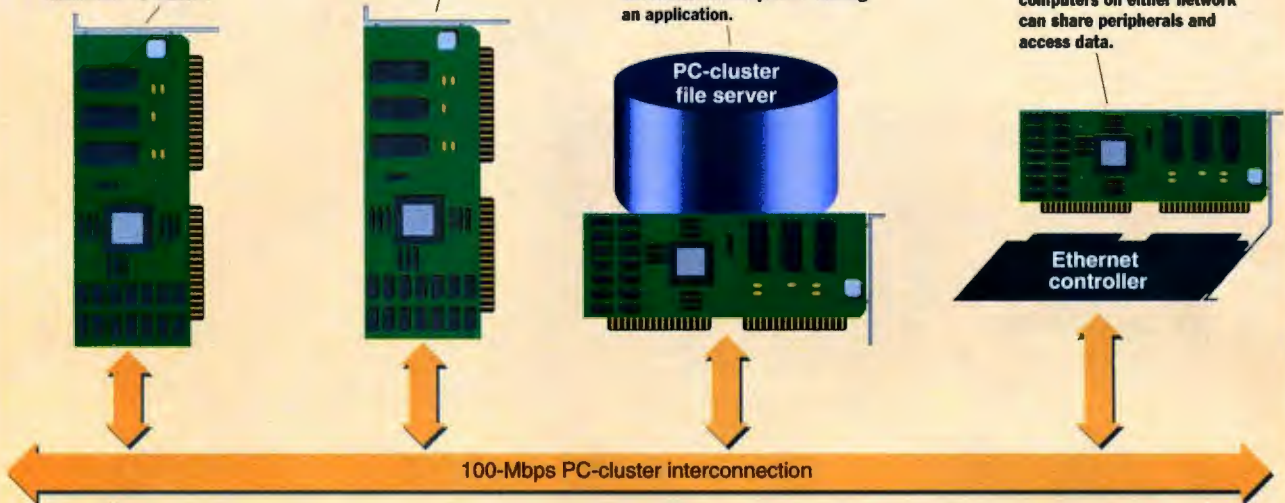 an application.
computers on either network
can share peripherals and
access data.
PC-cluster
file server
Ethernet
controller
100-Mbps PC-cluster interconnection